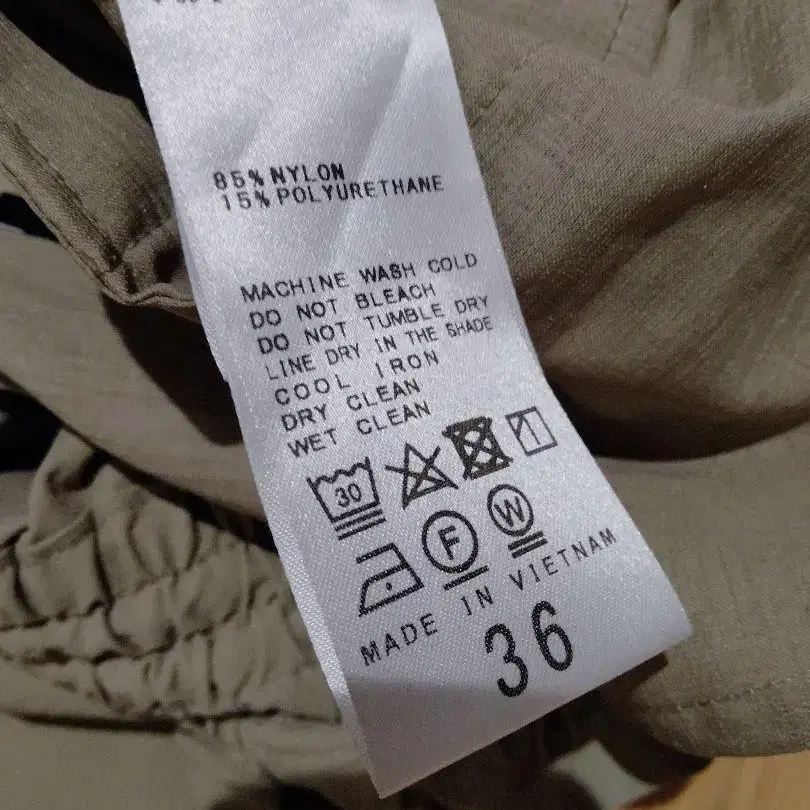 85% NYLON
15% POLYURETHANE
MACHINE WASH COLD
DO NOT BLEACH
DO NOT TUMBLE DRY
LINE DRY IN THE SHADE
COOL IRON
DRY CLEAN
WET CLEAN
30
F W
MADE IN VIETNAM
36